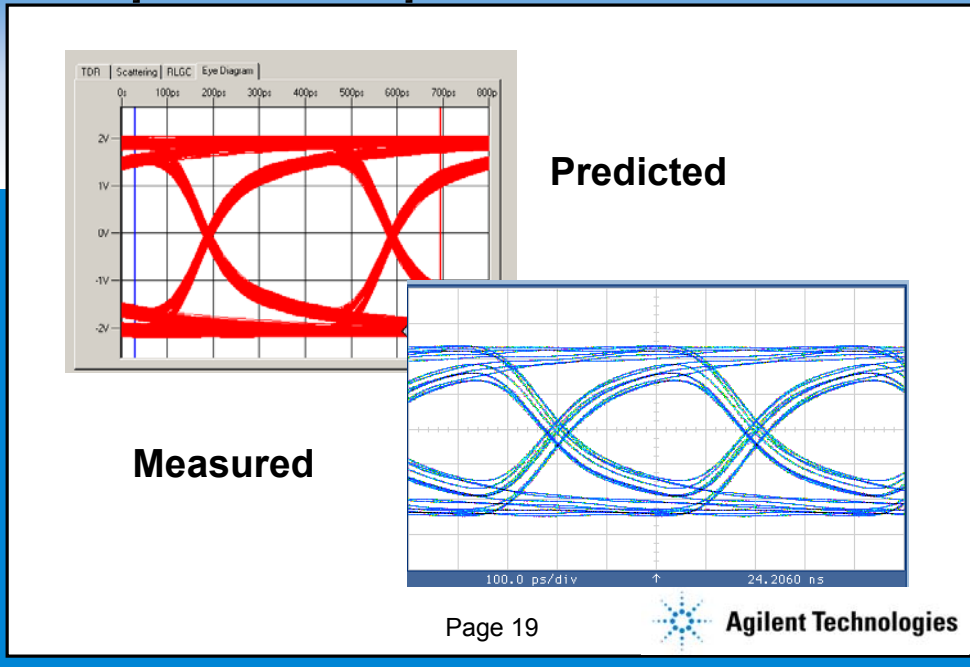 TDR Scattering RLGC Eye Diagram
0s 100ps 200ps 300ps 400ps 500ps 600ps 700ps 800p
2V
1V
0V
-1V
-2V
Predicted
Measured
100.0 ps/div ↑ 24.2060 ns
Page 19
Agilent Technologies